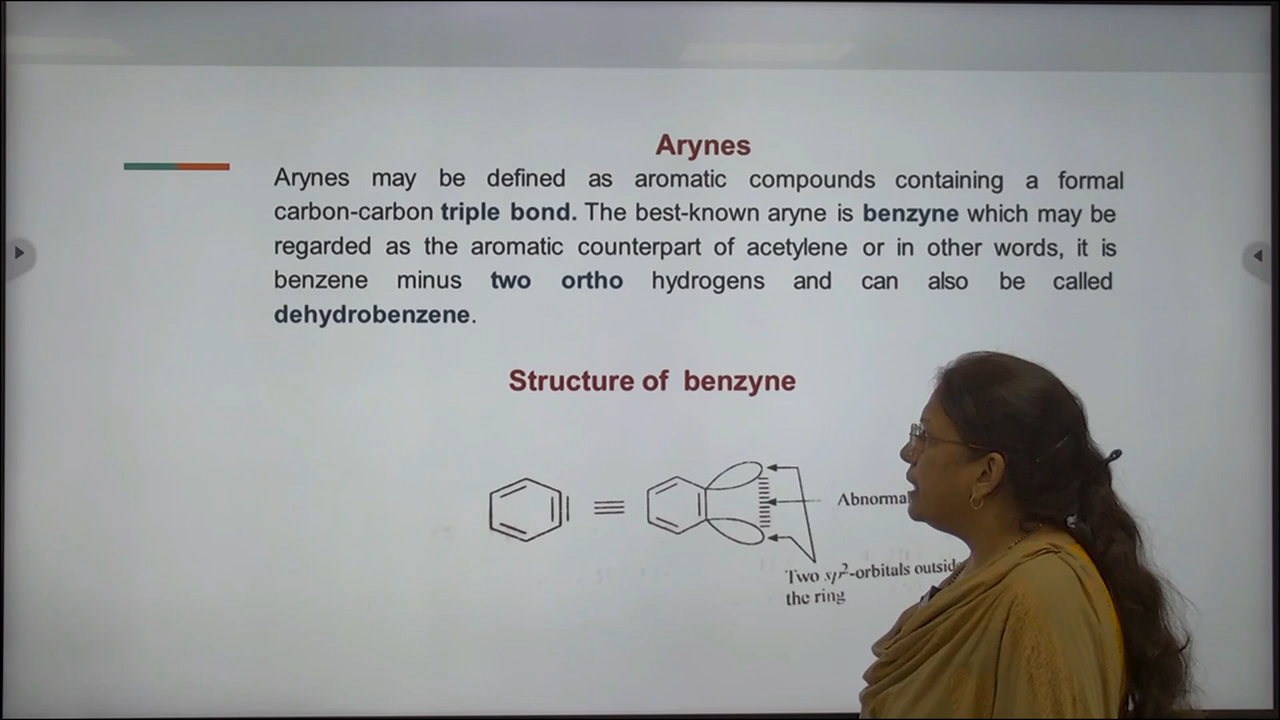 Arynes
Arynes may be defined as aromatic compounds containing a formal
carbon-carbon triple bond. The best-known aryne is benzyne which may be
regarded as the aromatic counterpart of acetylene or in other words, it is
benzene minus two ortho hydrogens and can also be called
dehydrobenzene.
Structure of benzyne
Abnorma
Two sp²-orbitals outsid
the ring